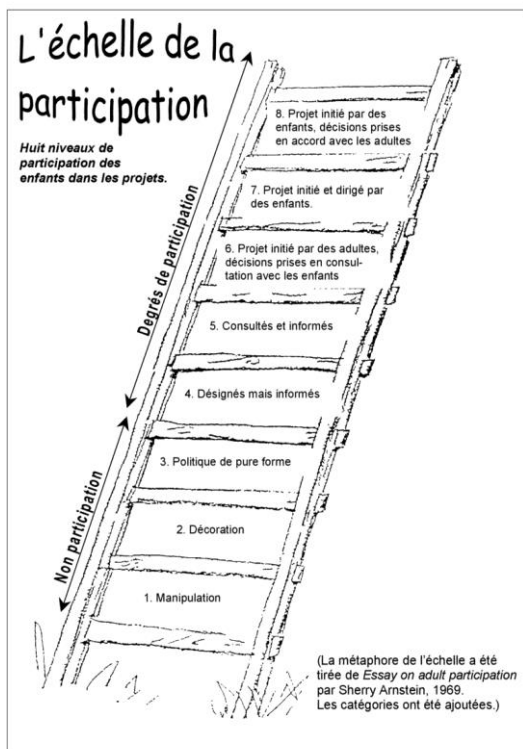 L'échelle de la
participation
Huit niveaux de
participation des
enfants dans les projets.
Degrés de participation
Non participation
8. Projet initié par des
enfants, décisions prises
en accord avec les adultes
7. Projet initié et dirigé par
des enfants.
6. Projet initié par des adultes,
décisions prises en consul-
tation avec les enfants
5. Consultés et informés
4. Désignés mais informés
3. Politique de pure forme
2. Décoration
1. Manipulation
(La métaphore de l'échelle a été
tirée de Essay on adult participation
par Sherry Arnstein, 1969.
Les catégories ont été ajoutées.)